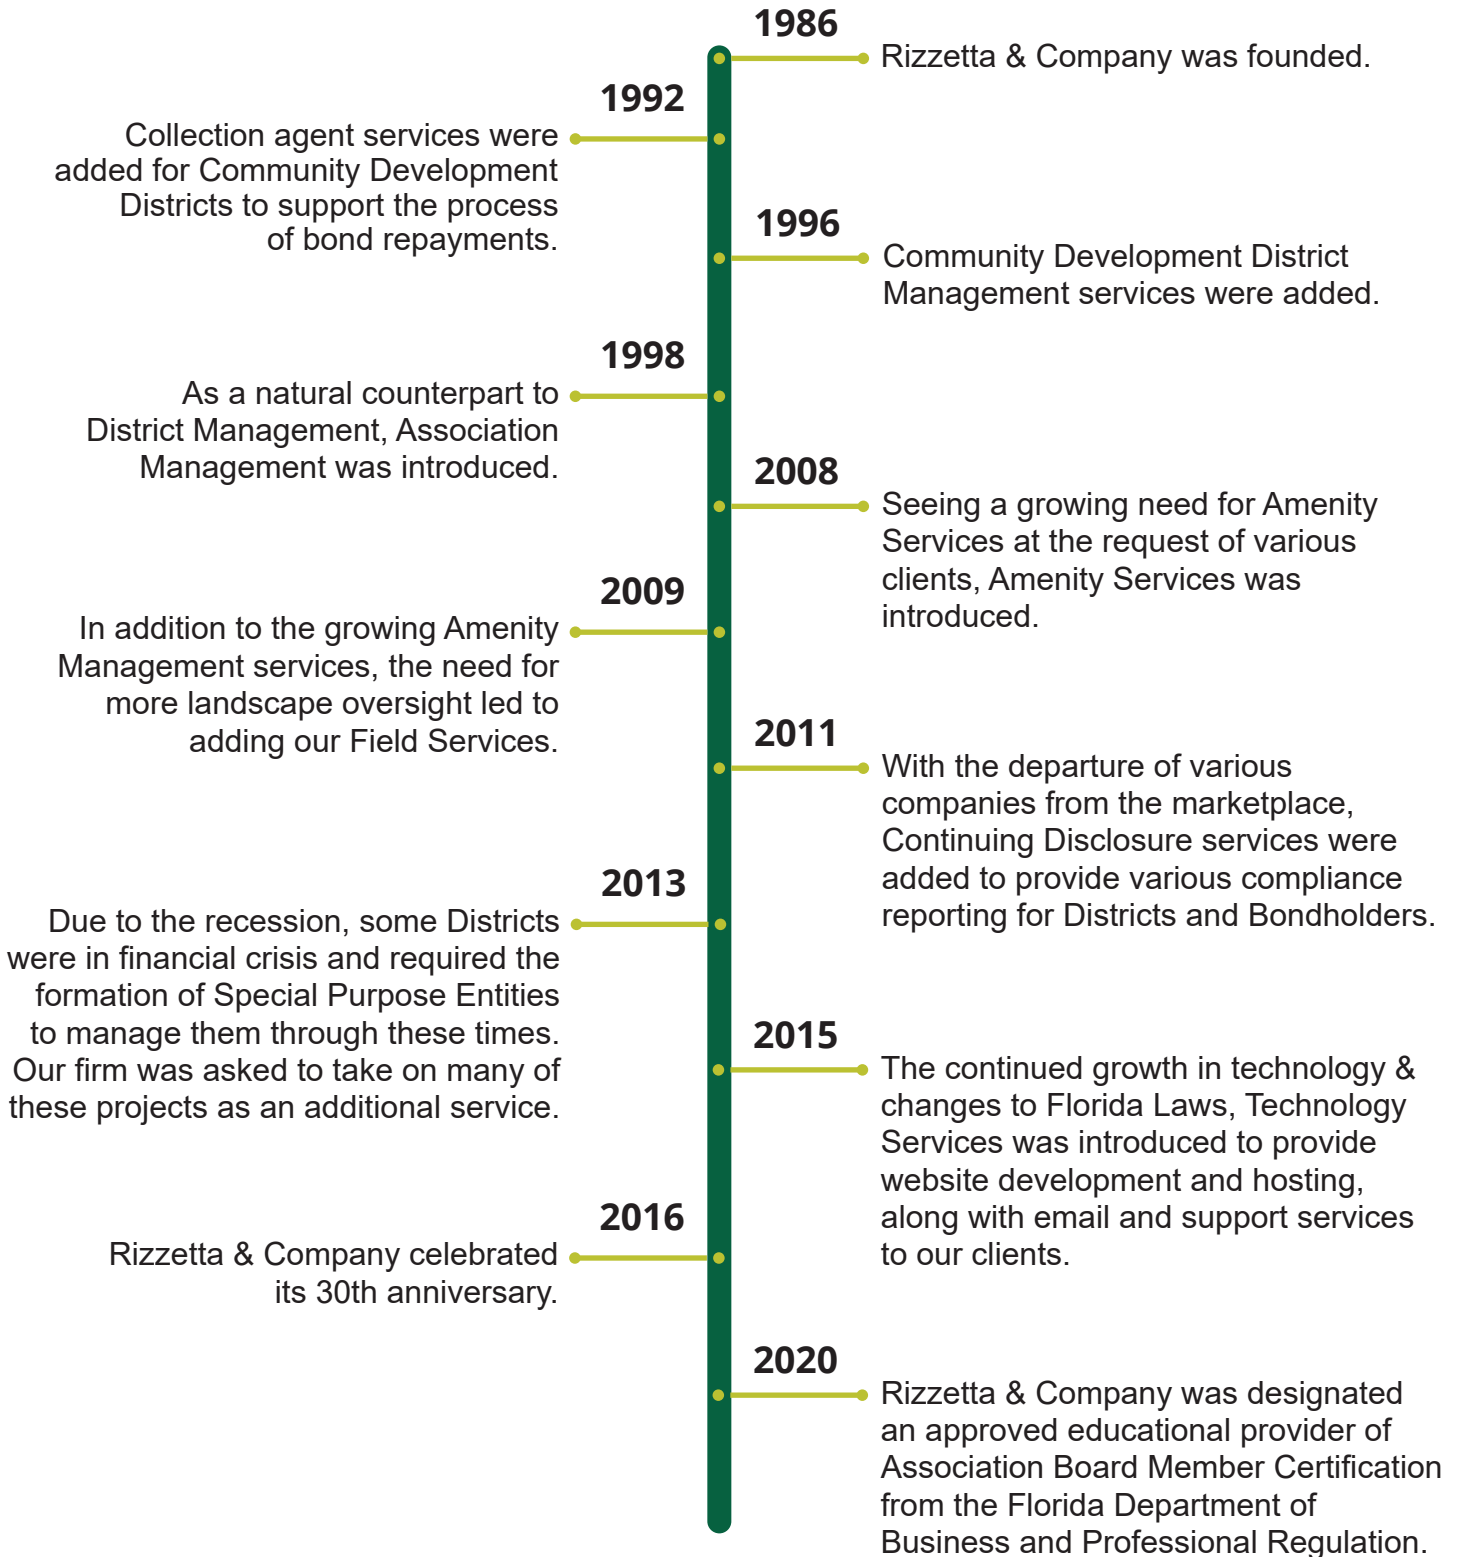 1986
Rizzetta & Company was founded.
1992
Collection agent services were
added for Community Development
Districts to support the process
of bond repayments.
1996
Community Development District
Management services were added.
1998
As a natural counterpart to
District Management, Association
Management was introduced.
2008
Seeing a growing need for Amenity
Services at the request of various
clients, Amenity Services was
introduced.
2009
In addition to the growing Amenity
Management services, the need for
more landscape oversight led to
adding our Field Services.
2011
With the departure of various
companies from the marketplace,
Continuing Disclosure services were
added to provide various compliance
reporting for Districts and Bondholders.
2013
Due to the recession, some Districts
were in financial crisis and required the
formation of Special Purpose Entities
to manage them through these times.
Our firm was asked to take on many of
these projects as an additional service.
2015
The continued growth in technology &
changes to Florida Laws, Technology
Services was introduced to provide
website development and hosting,
along with email and support services
to our clients.
2016
Rizzetta & Company celebrated
its 30th anniversary.
2020
Rizzetta & Company was designated
an approved educational provider of
Association Board Member Certification
from the Florida Department of
Business and Professional Regulation.